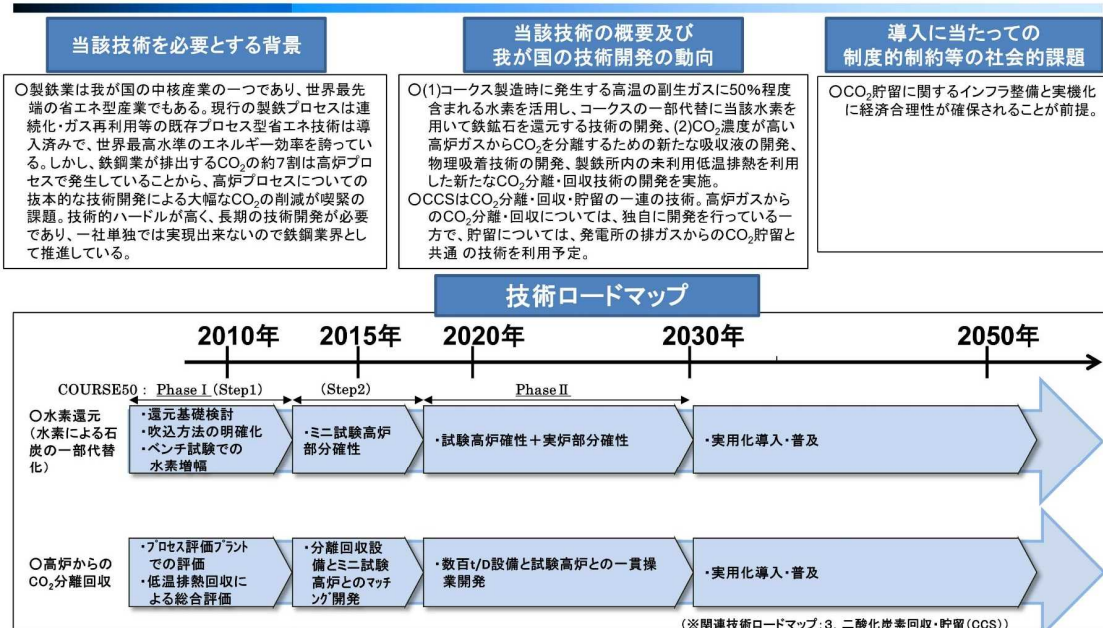 当該技術を必要とする背景
○製鉄業は我が国の中核産業の一つであり、世界最先
端の省エネ型産業でもある。現行の製鉄プロセスは連
続化・ガス再利用等の既存プロセス型省エネ技術は導
入済みで、世界最高水準のエネルギー効率を誇ってい
る。しかし、鉄鋼業が排出するCO₂の約7割は高炉プロ
セスで発生していることから、高炉プロセスについての
抜本的な技術開発による大幅なCO₂の削減が喫緊の
課題。技術的ハードルが高く、長期の技術開発が必要
であり、一社単独では実現出来ないので鉄鋼業界とし
て推進している。
当該技術の概要及び
我が国の技術開発の動向
○(1)コークス製造時に発生する高温の副生ガスに50%程度
含まれる水素を活用し、コークスの一部代替に当該水素を
用いて鉄鉱石を還元する技術の開発、(2)CO₂濃度が高い
高炉ガスからCO₂を分離するための新たな吸収液の開発、
物理吸着技術の開発、製鉄所内の未利用低温排熱を利用
した新たなCO₂分離・回収技術の開発を実施。
○CCSはCO₂分離・回収・貯留の一連の技術。高炉ガスから
のCO₂分離・回収については、独自に開発を行っている一
方で、貯留については、発電所の排ガスからのCO₂貯留と
共通 の技術を利用予定。
導入に当たっての
制度的制約等の社会的課題
○CO₂貯留に関するインフラ整備と実機化
に経済合理性が確保されることが前提。
技術ロードマップ
2010年 2015年 2020年 2030年 2050年
COURSE50 : Phase I (Step1) (Step2) Phase II
○水素還元
(水素による石
炭の一部代替
化)
・還元基礎検討
・吹込方法の明確化
・ベンチ試験での
水素増幅
・ミニ試験高炉
部分確性
・試験高炉確性＋実炉部分確性
・実用化導入・普及
○高炉からの
CO₂分離回収
・プロセス評価プラント
での評価
・低温排熱回収に
よる総合評価
・分離回収設
備とミニ試験
高炉とのマッチ
ング開発
・数百t/D設備と試験高炉との一貫操
業開発
・実用化導入・普及
(※関連技術ロードマップ:3. 二酸化炭素回収・貯留(CCS))